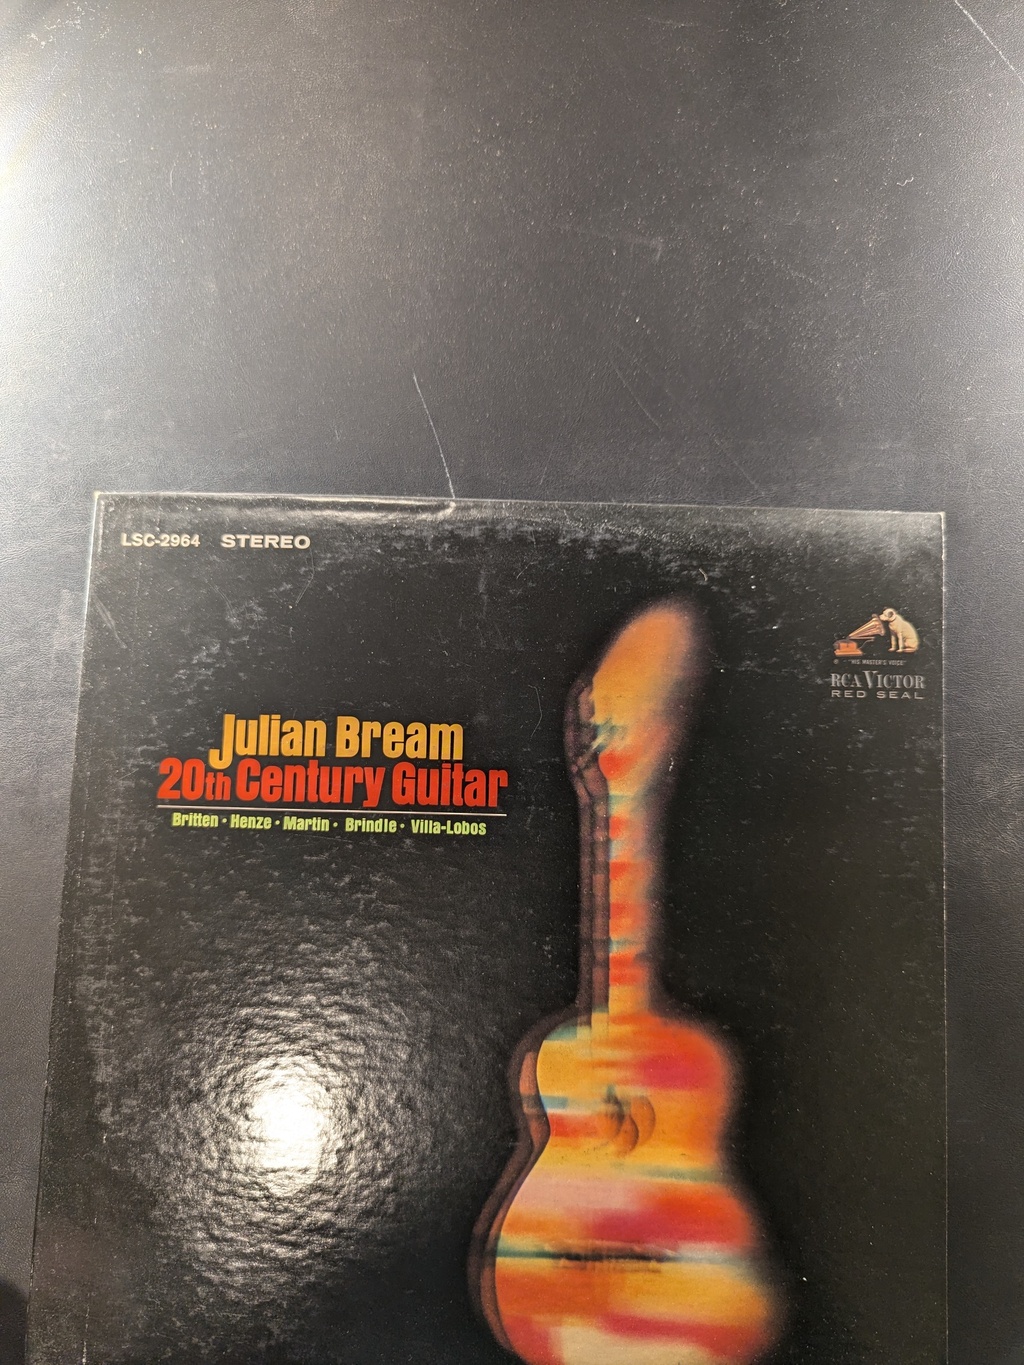 LSC-2964 STEREO
"HIS MASTER'S VOICE"
RCA VICTOR
RED SEAL
Julian Bream
20th Century Guitar
Britten · Henze · Martin · Brindle · Villa-Lobos